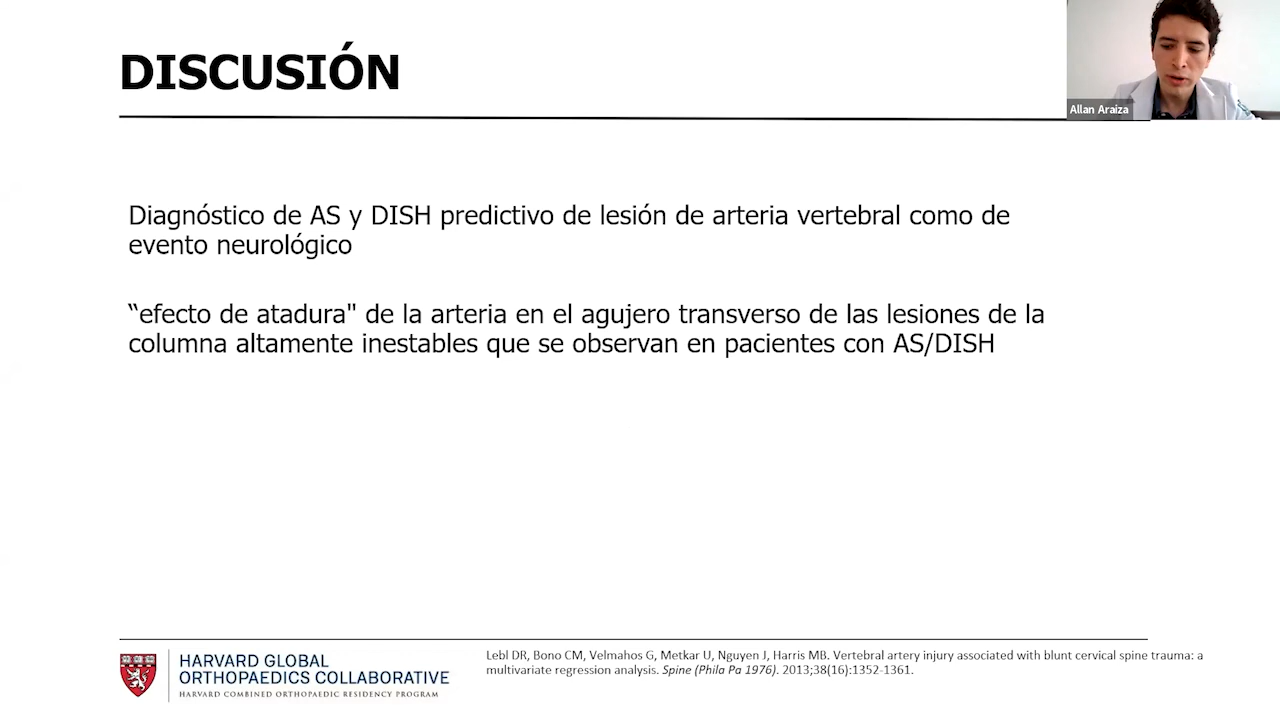 DISCUSIÓN
Allan Araiza
Diagnóstico de AS y DISH predictivo de lesión de arteria vertebral como de
evento neurológico
“efecto de atadura" de la arteria en el agujero transverso de las lesiones de la
columna altamente inestables que se observan en pacientes con AS/DISH
HARVARD GLOBAL
ORTHOPAEDICS COLLABORATIVE
HARVARD COMBINED ORTHOPAEDIC RESIDENCY PROGRAM
Lebl DR, Bono CM, Velmahos G, Metkar U, Nguyen J, Harris MB. Vertebral artery injury associated with blunt cervical spine trauma: a
multivariate regression analysis. Spine (Phila Pa 1976). 2013;38(16):1352-1361.